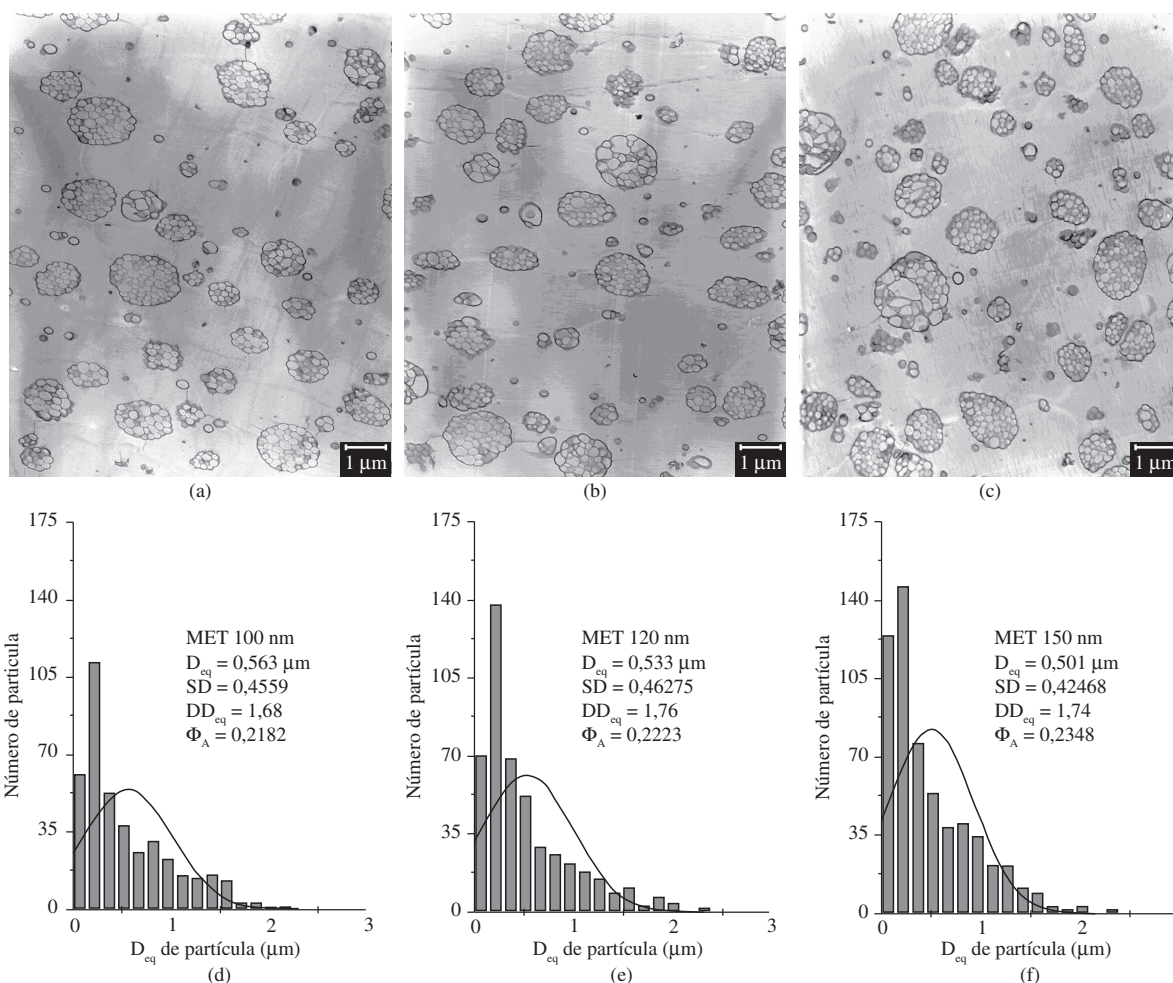 1 µm
1 µm
1 µm
(a)
(b)
(c)
175
140
105
70
35
0
Número de partícula
MET 100 nm
D_eq = 0,563 µm
SD = 0,4559
DD_eq = 1,68
Φ_A = 0,2182
0 1 2 3
D_eq de partícula (µm)
(d)
175
140
105
70
35
0
Número de partícula
MET 120 nm
D_eq = 0,533 µm
SD = 0,46275
DD_eq = 1,76
Φ_A = 0,2223
0 1 2 3
D_eq de partícula (µm)
(e)
175
140
105
70
35
0
Número de partícula
MET 150 nm
D_eq = 0,501 µm
SD = 0,42468
DD_eq = 1,74
Φ_A = 0,2348
0 1 2
D_eq de partícula (µm)
(f)